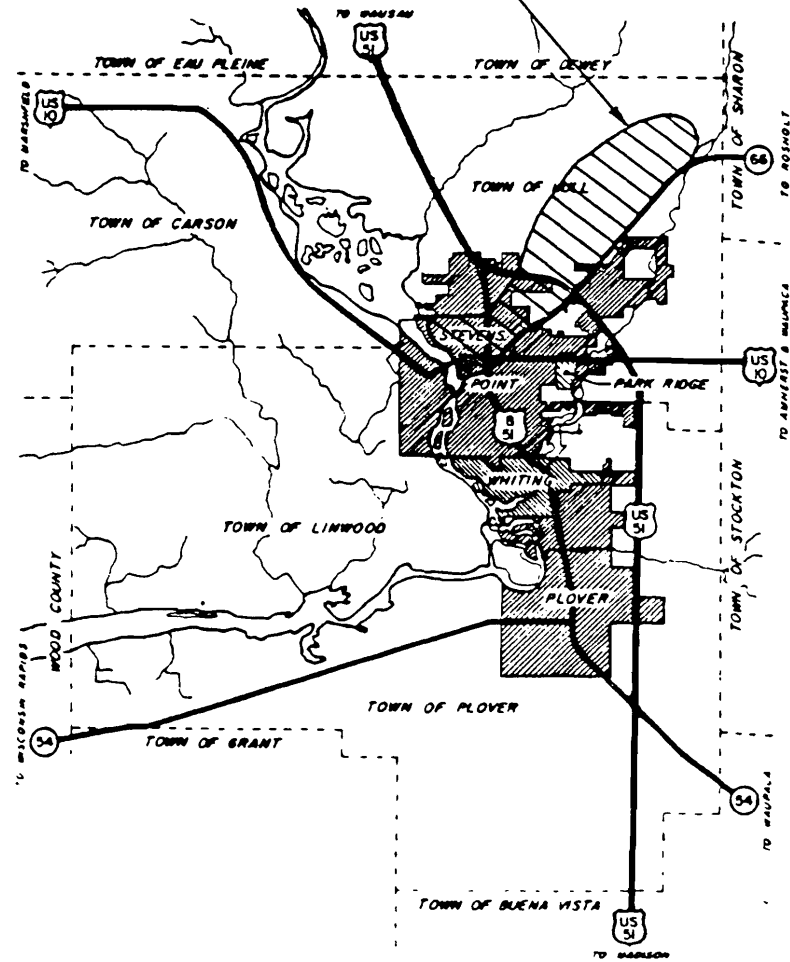 TO WAUSAU
US
51
TOWN OF EAU PLEINE
TOWN OF DEWEY
TOWN OF SHARON
TO MARSHFIELD
US
10
66
TO ROSHOLT
TOWN OF HULL
TOWN OF CARSON
STEVENS
POINT
PARK RIDGE
US
10
TO AMHERST & WAUPACA
B
51
WHITING
US
51
TOWN OF STOCKTON
TOWN OF LINWOOD
WOOD COUNTY
PLOVER
TO WISCONSIN RAPIDS
54
TOWN OF PLOVER
TOWN OF GRANT
54
TO WAUPACA
TOWN OF BUENA VISTA
US
51
TO MADISON